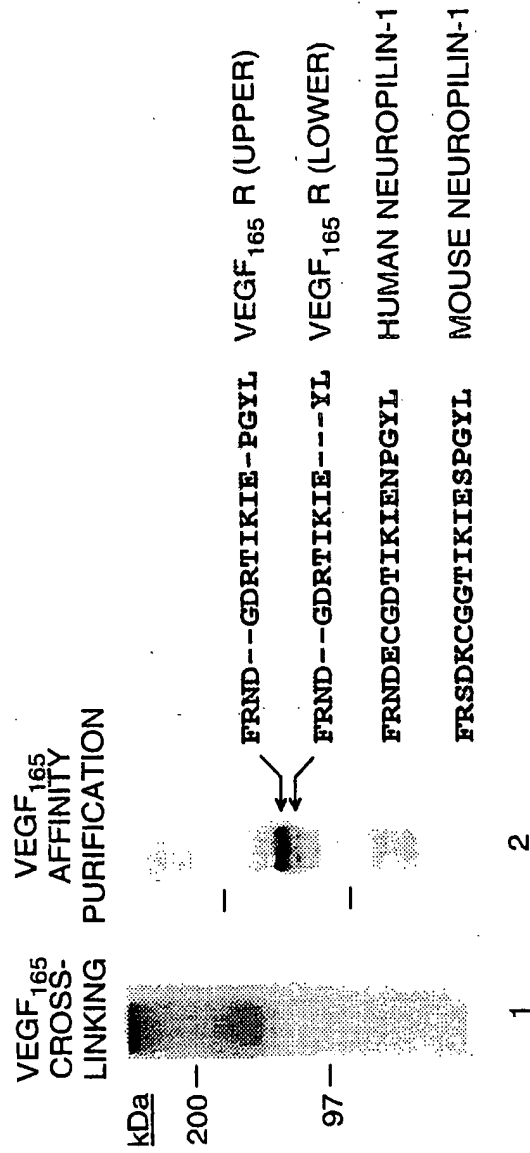 VEGF165
CROSS-
LINKING
VEGF165
AFFINITY
PURIFICATION
kDa
200
97
FRND--GDRTIKIE-PGYL VEGF165 R (UPPER)
FRND--GDRTIKIE---YL VEGF165 R (LOWER)
FRNDECGDTIKIENPGYL HUMAN NEUROPILIN-1
FRSDKCGGTIKIESPGYL MOUSE NEUROPILIN-1
1
2